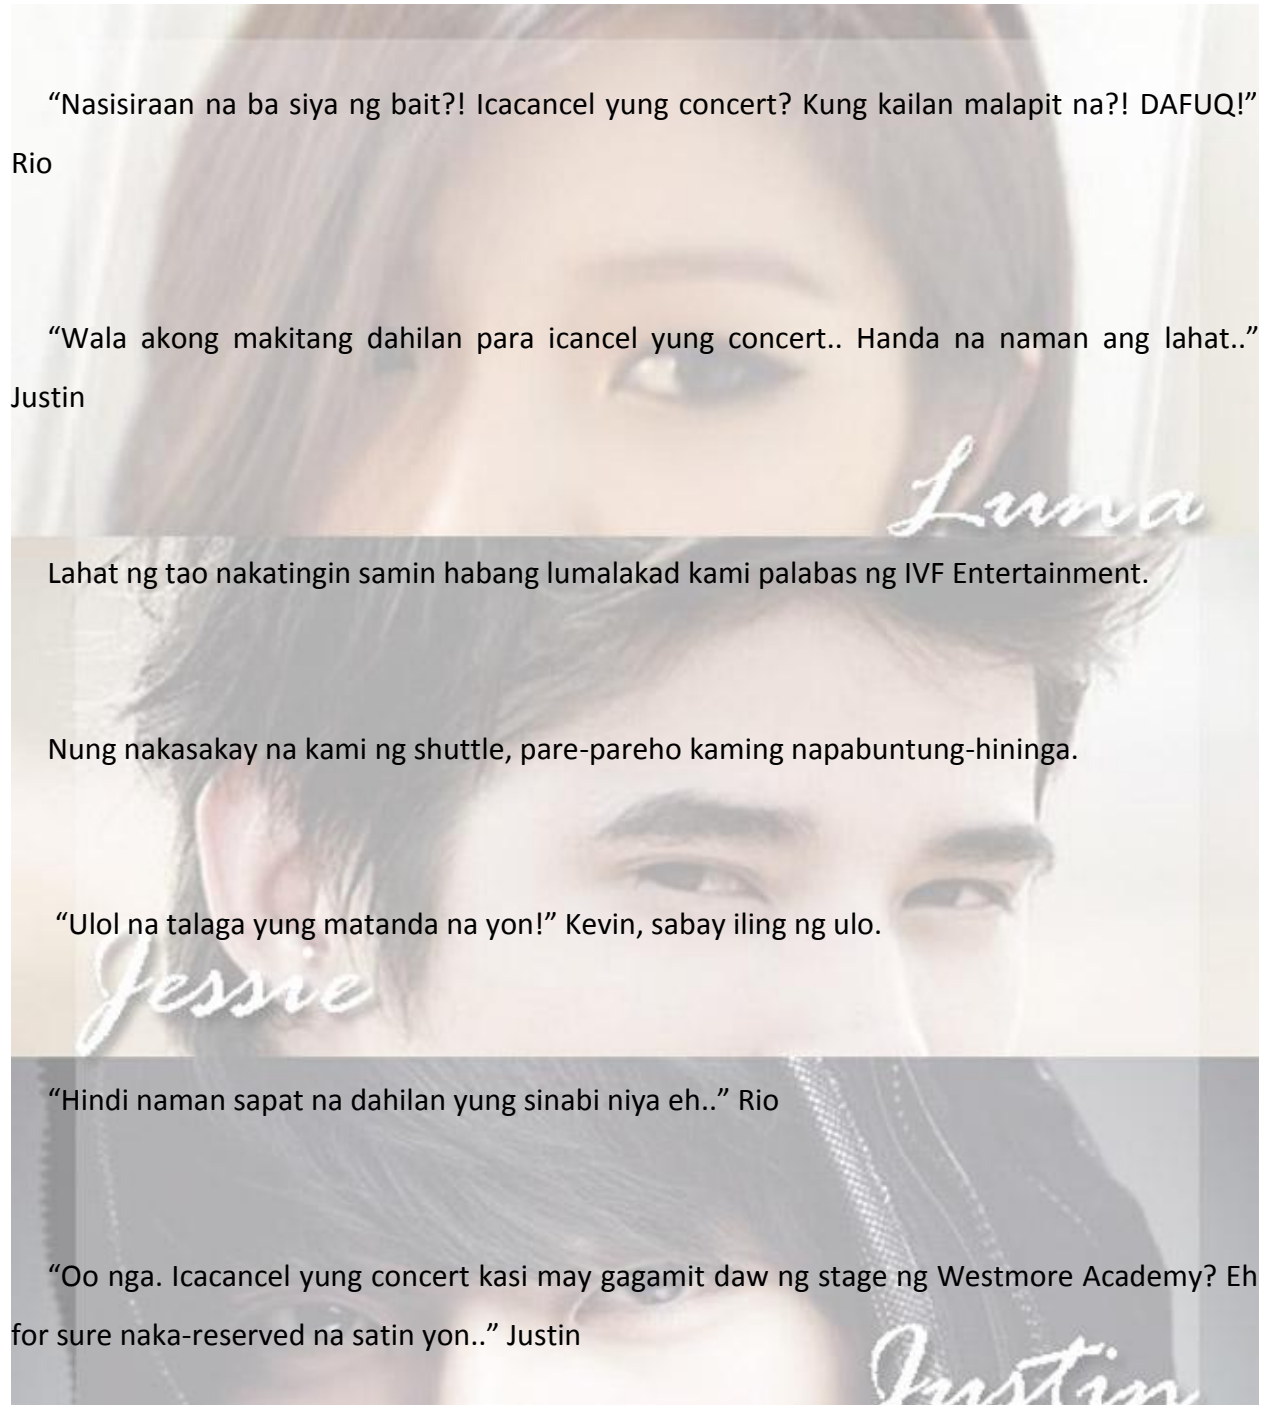 “Nasisiraan na ba siya ng bait?! Icacancel yung concert? Kung kailan malapit na?! DAFUQ!”
Rio
“Wala akong makitang dahilan para icancel yung concert.. Handa na naman ang lahat..”
Justin
Luna
Lahat ng tao nakatingin samin habang lumalakad kami palabas ng IVF Entertainment.
Nung nakasakay na kami ng shuttle, pare-pareho kaming napabuntung-hininga.
“Ulol na talaga yung matanda na yon!” Kevin, sabay iling ng ulo.
Jessie
“Hindi naman sapat na dahilan yung sinabi niya eh..” Rio
“Oo nga. Icacancel yung concert kasi may gagamit daw ng stage ng Westmore Academy? Eh
for sure naka-reserved na satin yon..” Justin
Justin